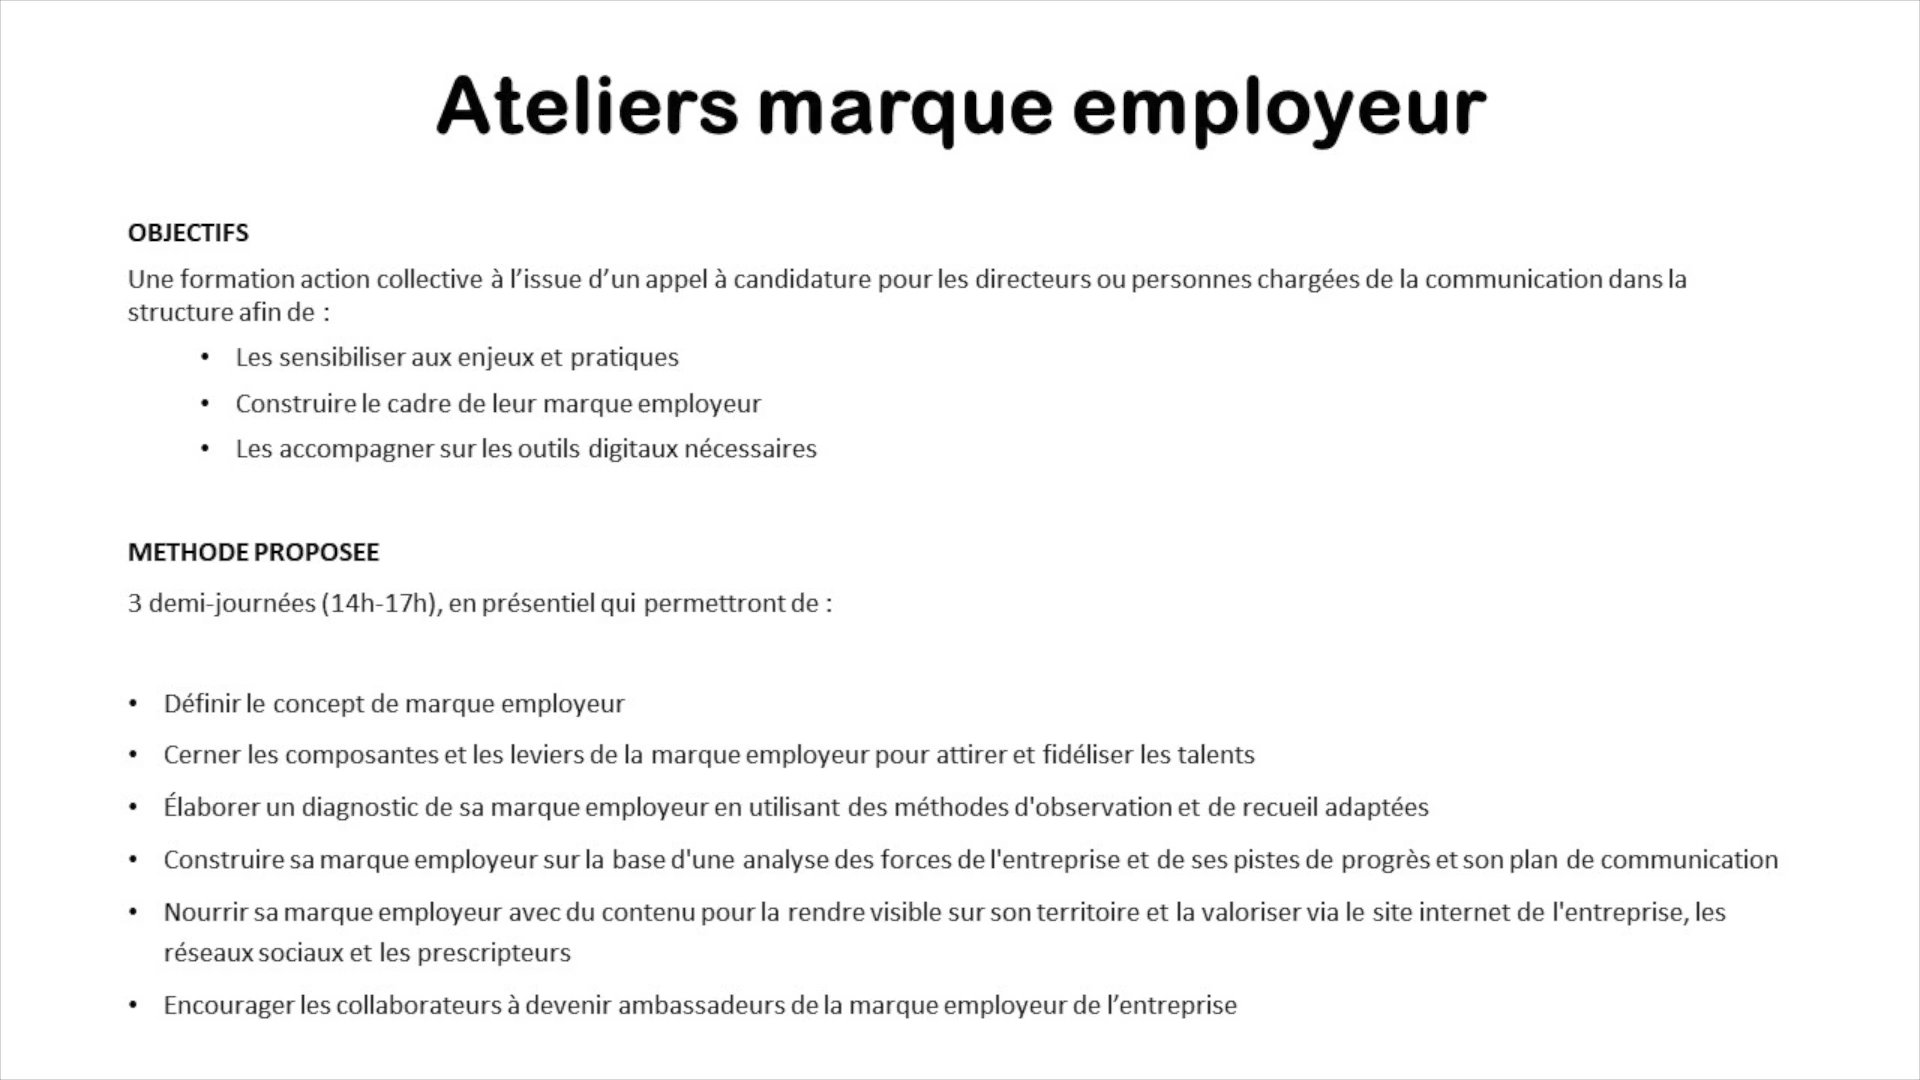 Ateliers marque employeur
OBJECTIFS
Une formation action collective à l’issue d’un appel à candidature pour les directeurs ou personnes chargées de la communication dans la
structure afin de :
• Les sensibiliser aux enjeux et pratiques
• Construire le cadre de leur marque employeur
• Les accompagner sur les outils digitaux nécessaires
METHODE PROPOSEE
3 demi-journées (14h-17h), en présentiel qui permettront de :
• Définir le concept de marque employeur
• Cerner les composantes et les leviers de la marque employeur pour attirer et fidéliser les talents
• Élaborer un diagnostic de sa marque employeur en utilisant des méthodes d'observation et de recueil adaptées
• Construire sa marque employeur sur la base d'une analyse des forces de l'entreprise et de ses pistes de progrès et son plan de communication
• Nourrir sa marque employeur avec du contenu pour la rendre visible sur son territoire et la valoriser via le site internet de l'entreprise, les
réseaux sociaux et les prescripteurs
• Encourager les collaborateurs à devenir ambassadeurs de la marque employeur de l’entreprise